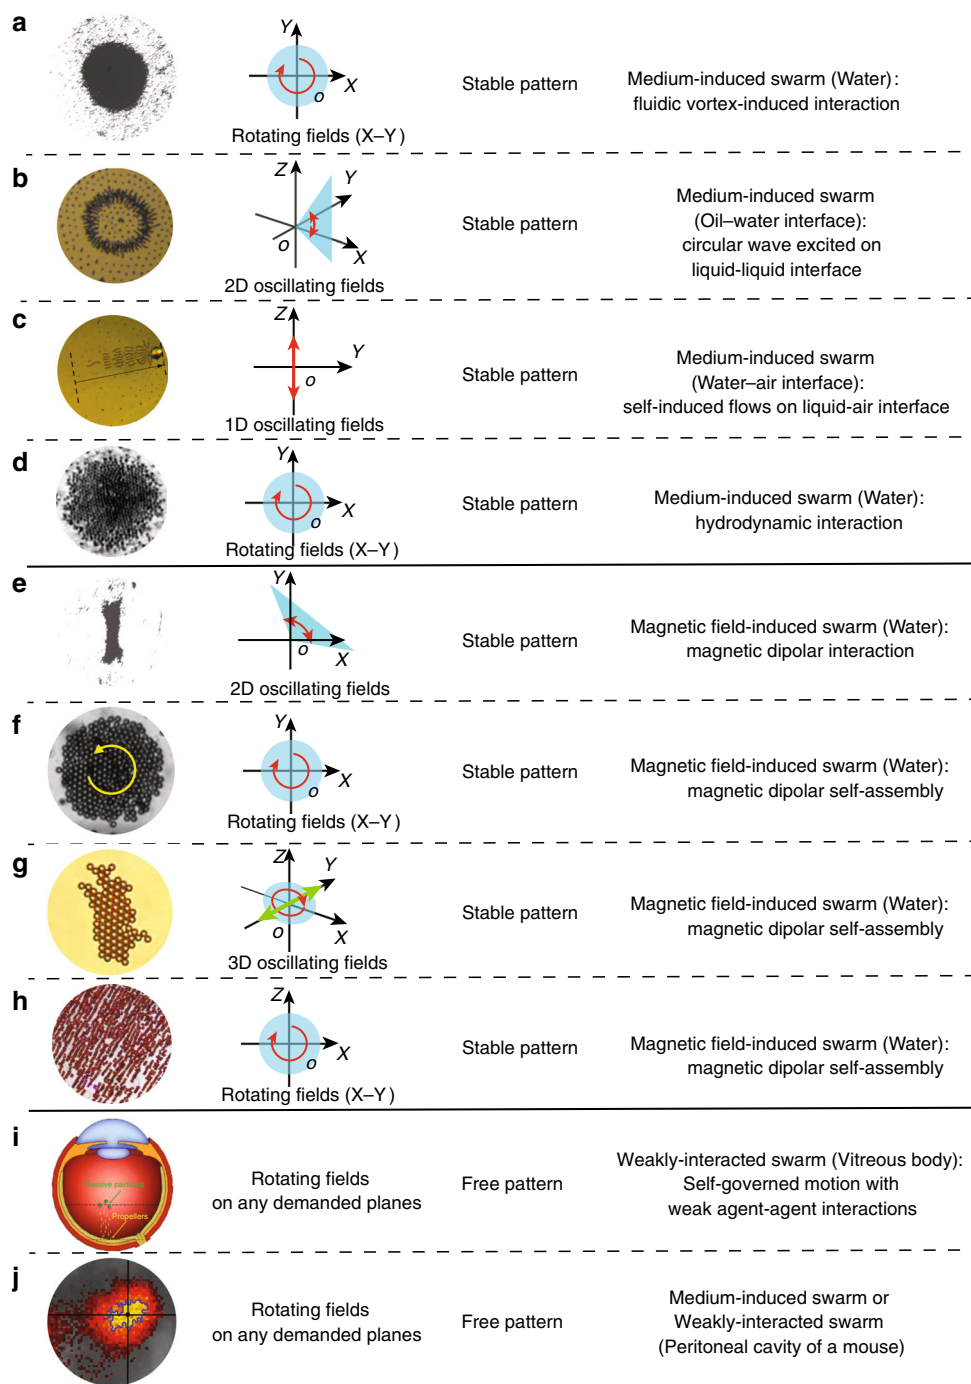 a
Y
X
o
Rotating fields (X–Y)
Stable pattern
Medium-induced swarm (Water):
fluidic vortex-induced interaction
b
Z
Y
X
o
2D oscillating fields
Stable pattern
Medium-induced swarm
(Oil–water interface):
circular wave excited on
liquid-liquid interface
c
Z
Y
o
1D oscillating fields
Stable pattern
Medium-induced swarm
(Water–air interface):
self-induced flows on liquid-air interface
d
Y
X
o
Rotating fields (X–Y)
Stable pattern
Medium-induced swarm (Water):
hydrodynamic interaction
e
Y
X
o
2D oscillating fields
Stable pattern
Magnetic field-induced swarm (Water):
magnetic dipolar interaction
f
Y
X
o
Rotating fields (X–Y)
Stable pattern
Magnetic field-induced swarm (Water):
magnetic dipolar self-assembly
g
Z
Y
X
o
3D oscillating fields
Stable pattern
Magnetic field-induced swarm (Water):
magnetic dipolar self-assembly
h
Z
X
o
Rotating fields (X–Y)
Stable pattern
Magnetic field-induced swarm (Water):
magnetic dipolar self-assembly
i
Passive particles
Propellers
Rotating fields
on any demanded planes
Free pattern
Weakly-interacted swarm (Vitreous body):
Self-governed motion with
weak agent-agent interactions
j
Rotating fields
on any demanded planes
Free pattern
Medium-induced swarm or
Weakly-interacted swarm
(Peritoneal cavity of a mouse)